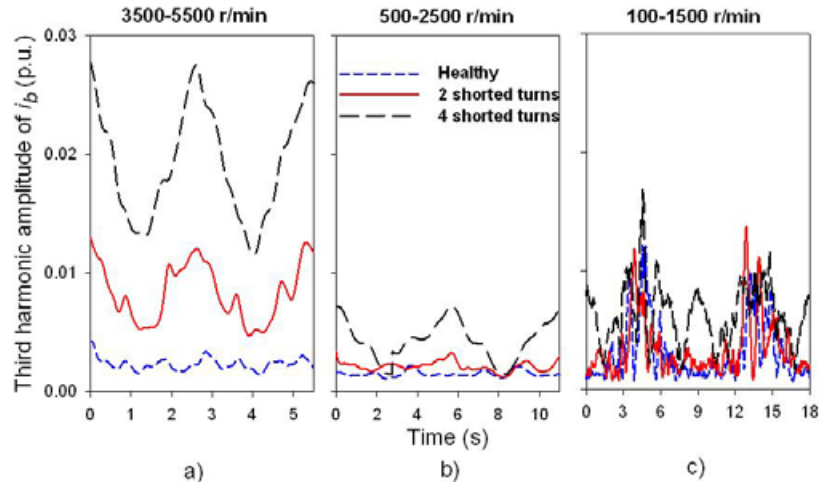 3500-5500 r/min
500-2500 r/min
100-1500 r/min
Third harmonic amplitude of i_b (p.u.)
0.03
0.02
0.01
0.00
Healthy
2 shorted turns
4 shorted turns
0 1 2 3 4 5
0 2 4 6 8 10
0 3 6 9 12 15 18
Time (s)
a)
b)
c)